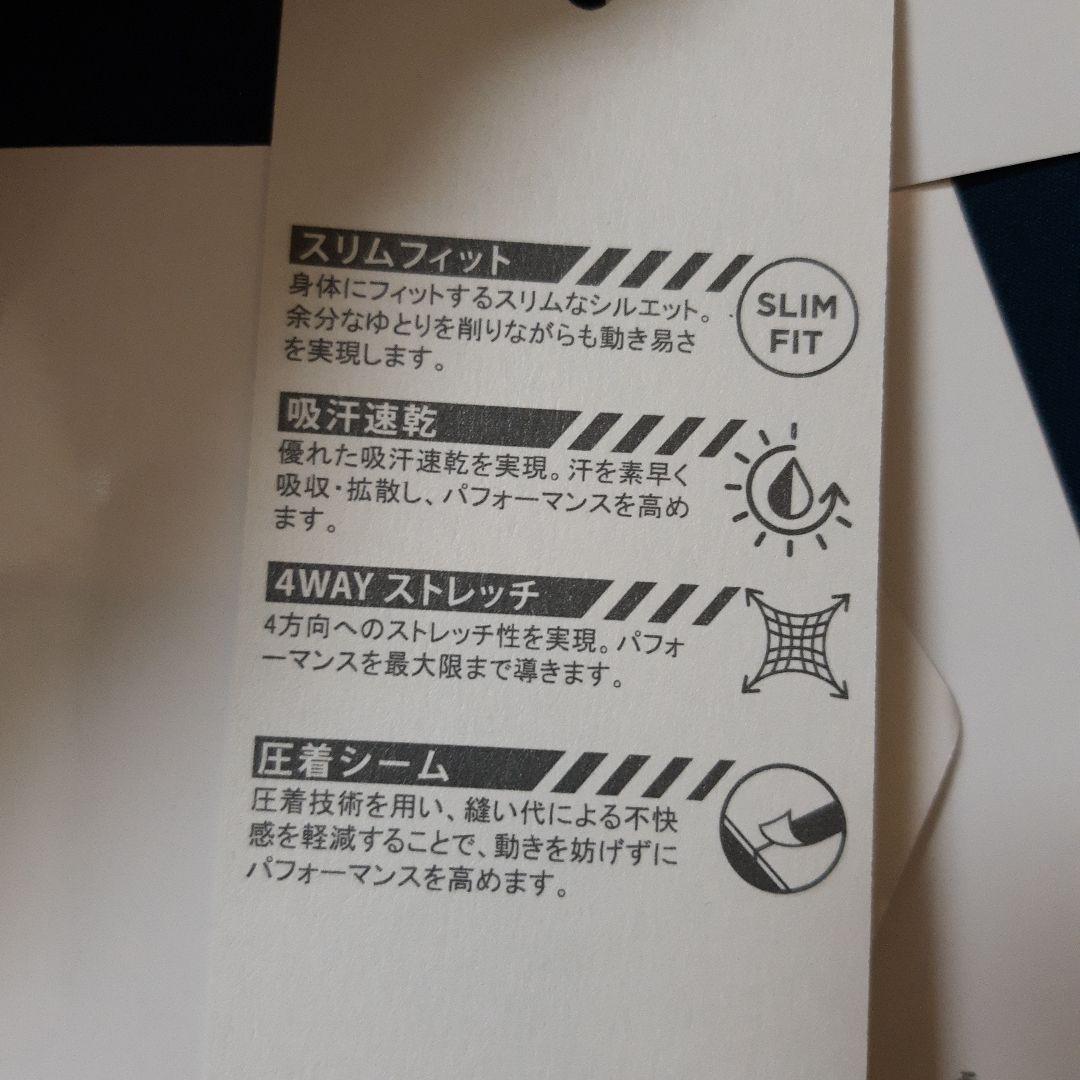 スリムフィット
身体にフィットするスリムなシルエット。
余分なゆとりを削りながらも動き易さ
を実現します。
SLIM
FIT
吸汗速乾
優れた吸汗速乾を実現。汗を素早く
吸収・拡散し、パフォーマンスを高め
ます。
4WAY ストレッチ
4方向へのストレッチ性を実現。パフォ
ーマンスを最大限まで導きます。
圧着シーム
圧着技術を用い、縫い代による不快
感を軽減することで、動きを妨げずに
パフォーマンスを高めます。